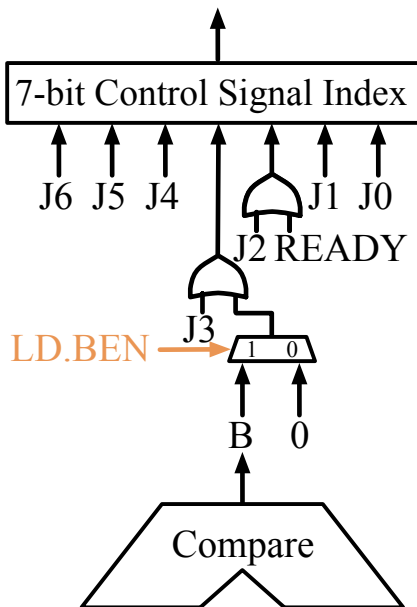 7-bit Control Signal Index
J6 J5 J4 J1 J0
J2 READY
J3
LD.BEN 1 0
B 0
Compare